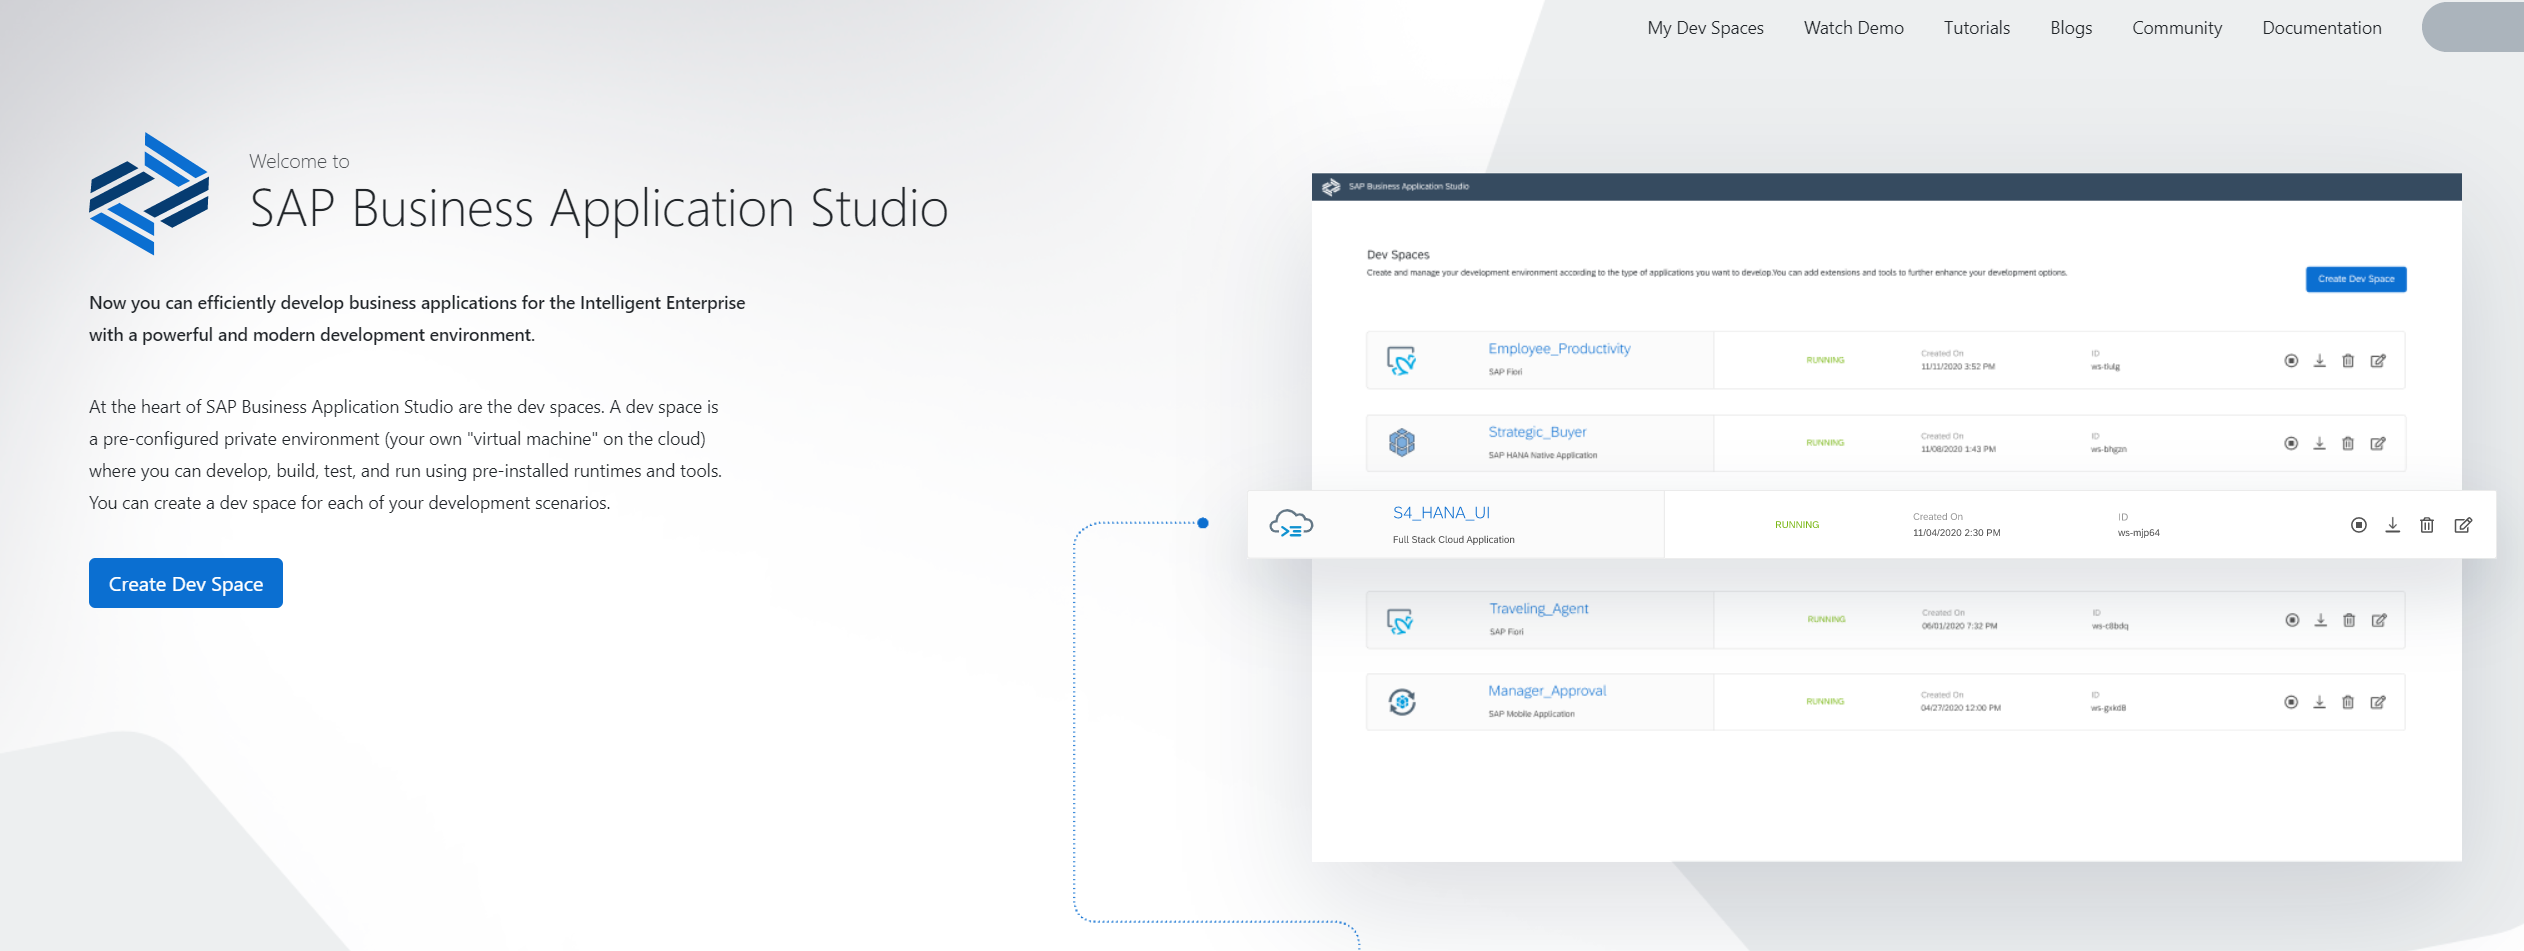 My Dev Spaces Watch Demo Tutorials Blogs Community Documentation
Welcome to
SAP Business Application Studio
Now you can efficiently develop business applications for the Intelligent Enterprise
with a powerful and modern development environment.
At the heart of SAP Business Application Studio are the dev spaces. A dev space is
a pre-configured private environment (your own "virtual machine" on the cloud)
where you can develop, build, test, and run using pre-installed runtimes and tools.
You can create a dev space for each of your development scenarios.
Create Dev Space
SAP Business Application Studio
Dev Spaces
Create and manage your development environment according to the type of applications you want to develop.You can add extensions and tools to further enhance your development options.
Create Dev Space
Employee_Productivity
SAP Fiori
RUNNING
Created On
11/11/2020 3:52 PM
ID
Strategic_Buyer
SAP HANA Native Application
RUNNING
Created On
11/08/2020 1:43 PM
ID
ws-bhgzn
S4_HANA_UI
Full Stack Cloud Application
RUNNING
Created On
11/04/2020 2:30 PM
ID
ws-mjp64
Traveling_Agent
SAP Fiori
RUNNING
Created On
06/01/2020 7:32 PM
ID
ws-c8bdq
Manager_Approval
SAP Mobile Application
RUNNING
Created On
04/27/2020 12:00 PM
ID
ws-gxkd8